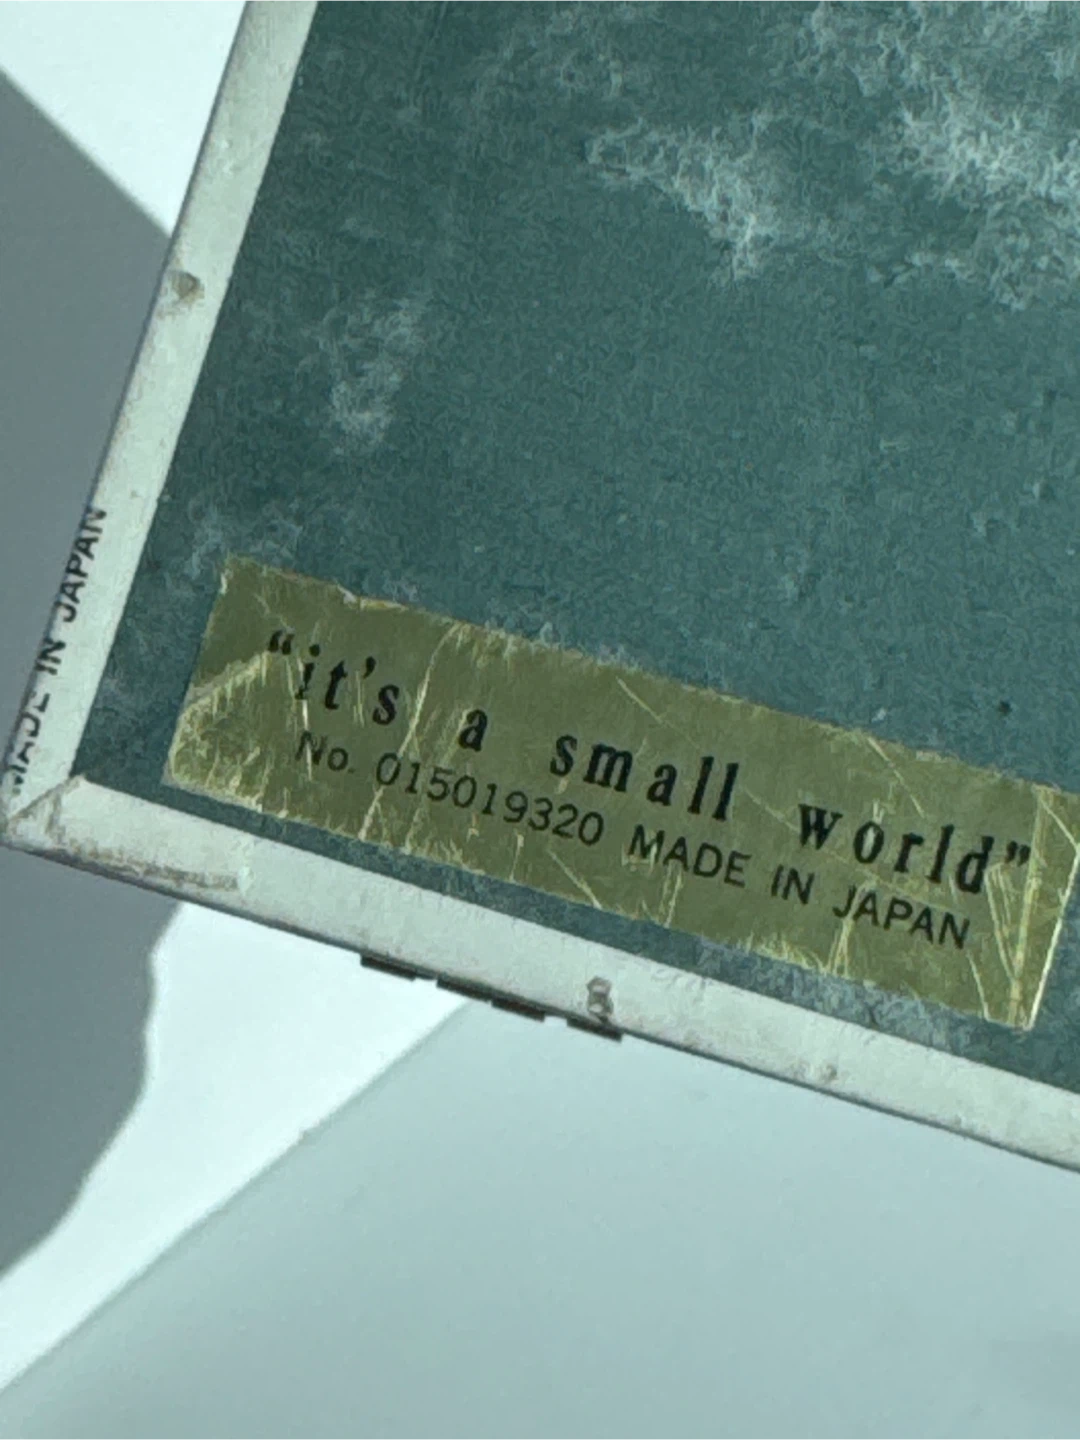 MADE IN JAPAN
“it's a small world”
No. 015019320 MADE IN JAPAN